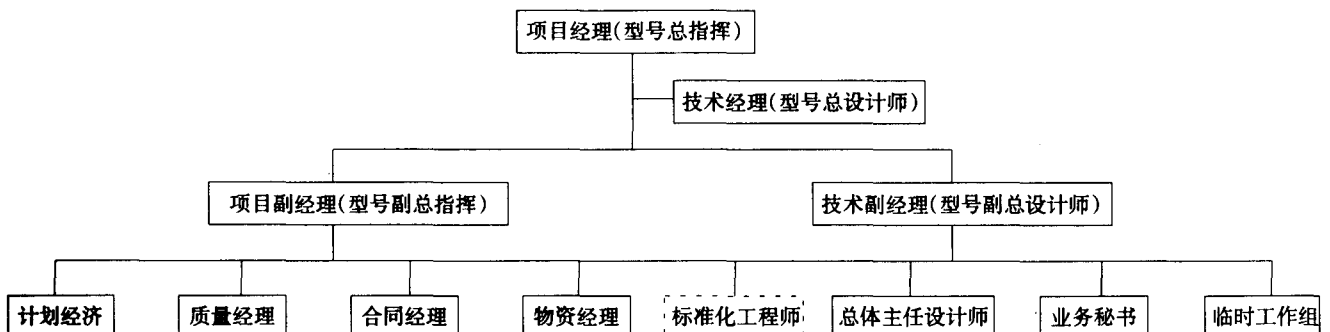 项目经理(型号总指挥)
技术经理(型号总设计师)
项目副经理(型号副总指挥)
技术副经理(型号副总设计师)
计划经济
质量经理
合同经理
物资经理
标准化工程师
总体主任设计师
业务秘书
临时工作组